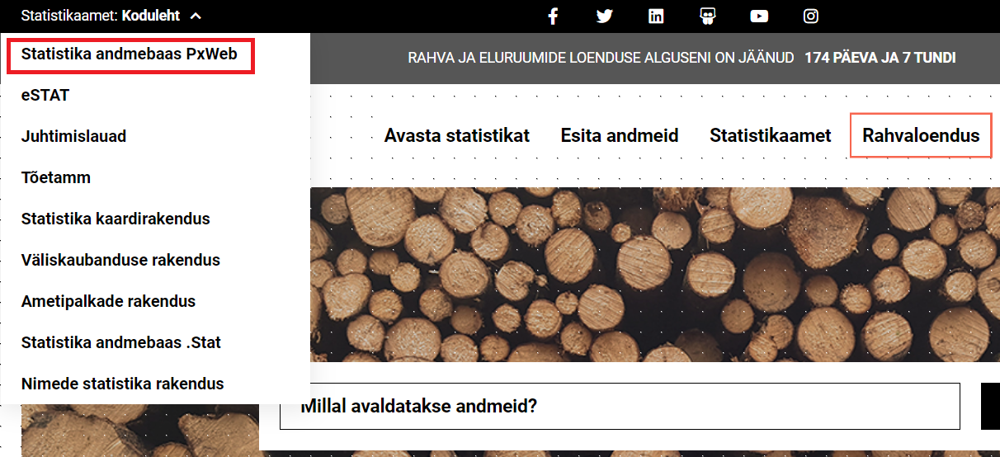 Statistikaamet: Koduleht
Statistika andmebaas PxWeb
eSTAT
Juhtimislauad
Tõetamm
Statistika kaardirakendus
Väliskaubanduse rakendus
Ametipalkade rakendus
Statistika andmebaas .Stat
Nimede statistika rakendus
RAHVA JA ELURUUMIDE LOENDUSE ALGUSENI ON JÄÄNUD 174 PÄEVA JA 7 TUNDI
Avasta statistikat Esita andmeid Statistikaamet Rahvaloendus
Millal avaldatakse andmeid?